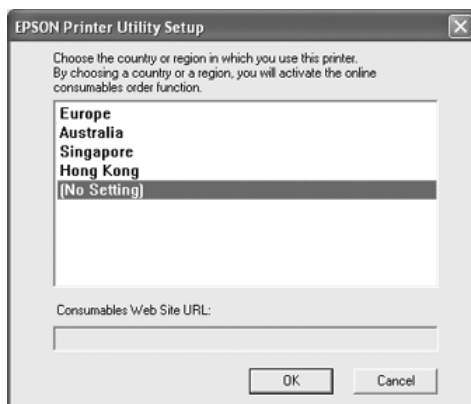 EPSON Printer Utility Setup
Choose the country or region in which you use this printer.
By choosing a country or a region, you will activate the online
consumables order function.
Europe
Australia
Singapore
Hong Kong
(No Setting)
Consumables Web Site URL:
OK
Cancel